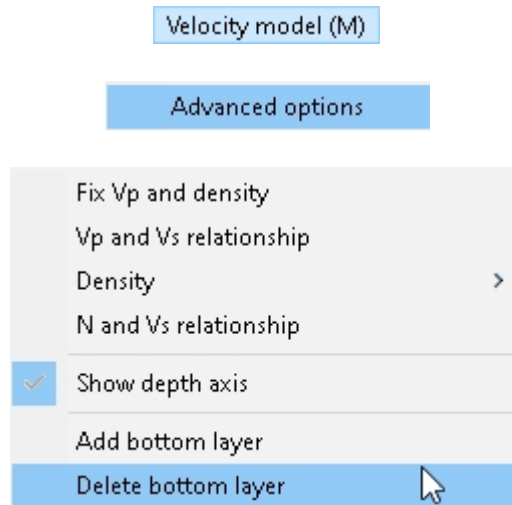 Velocity model (M)
Advanced options
Fix Vp and density
Vp and Vs relationship
Density
N and Vs relationship
Show depth axis
Add bottom layer
Delete bottom layer